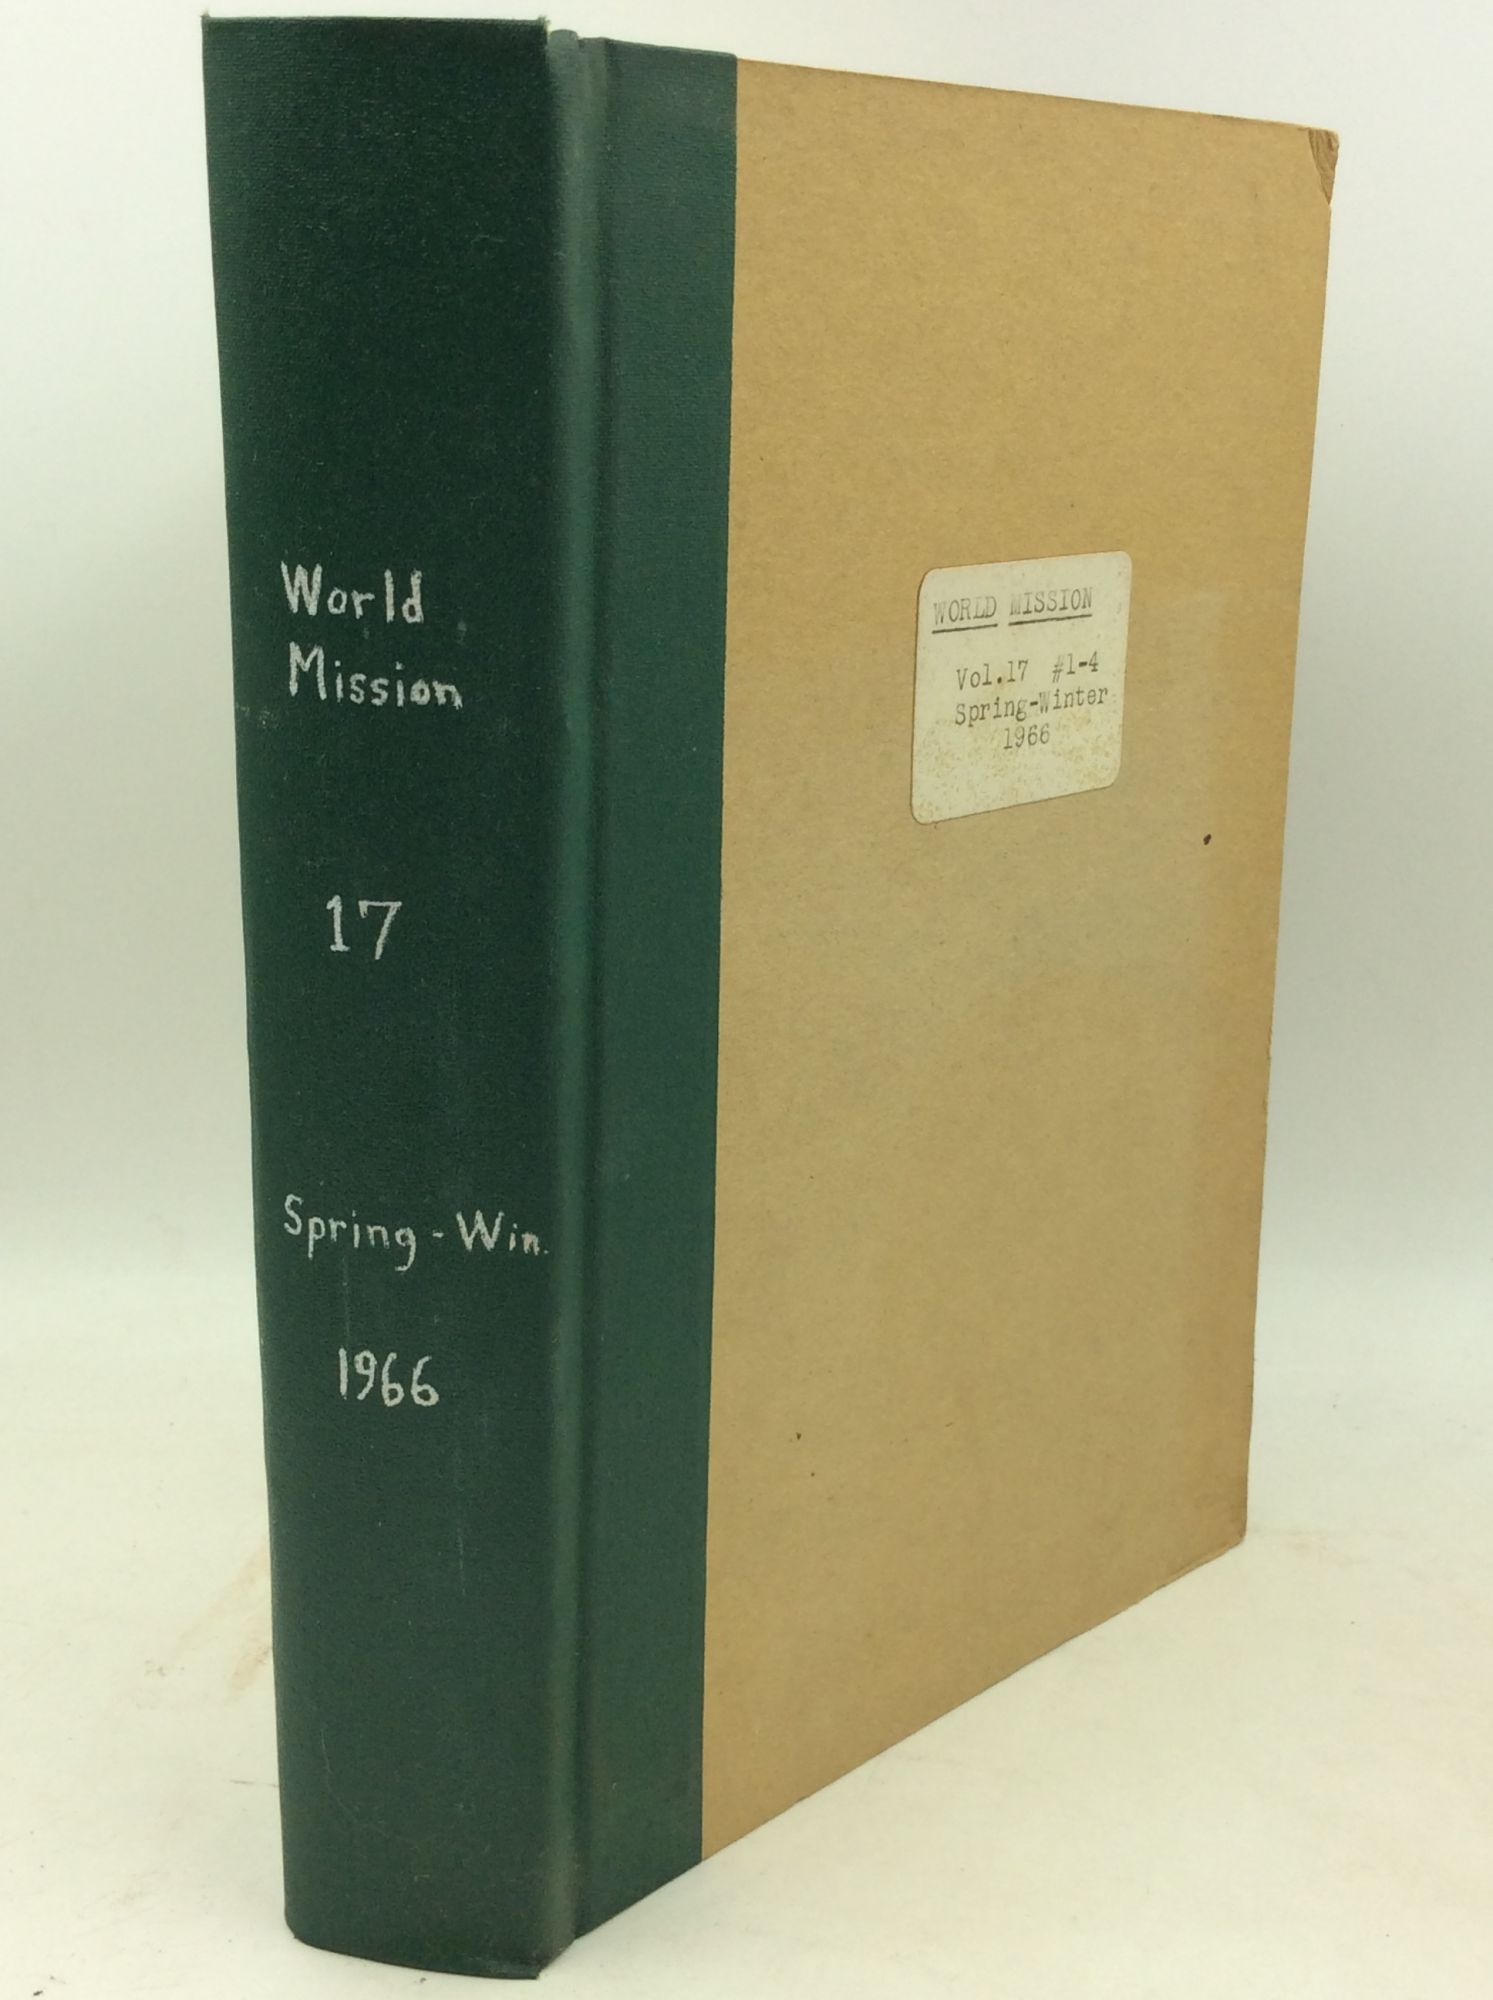 World
Mission
17
Spring-Win.
1966
WORLD MISSION
Vol.17 #1-4
Spring-Winter
1966